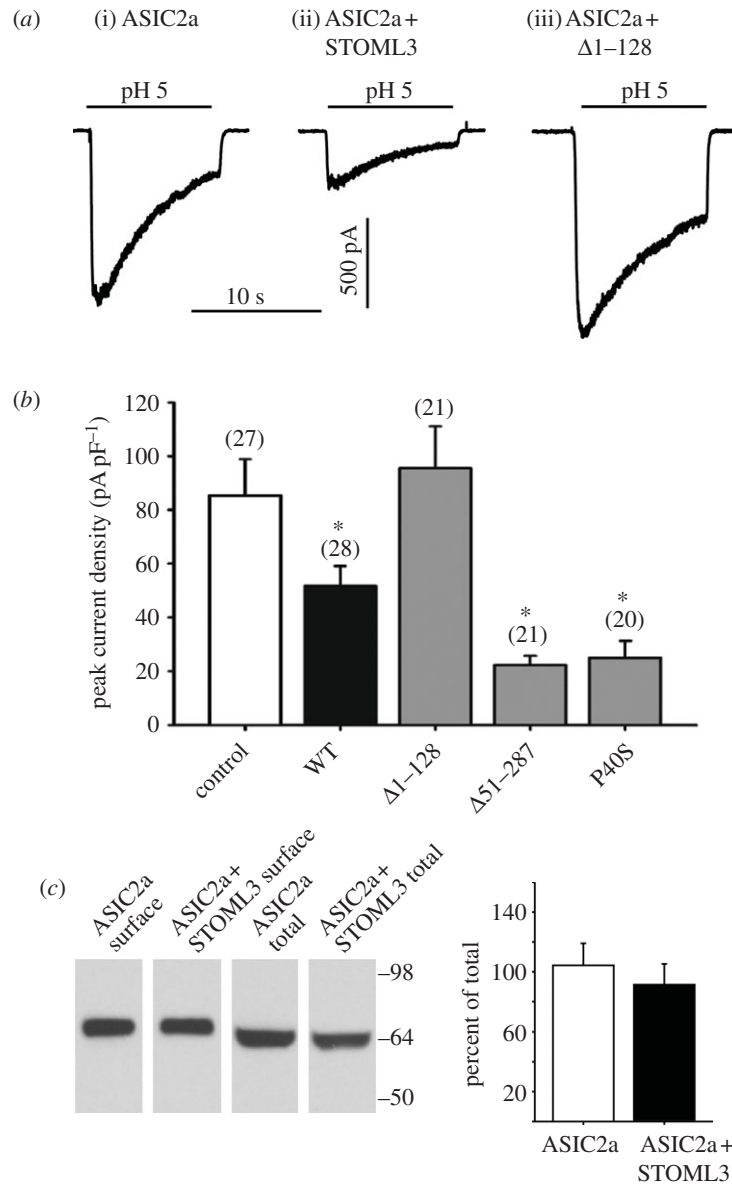 (a) (i) ASIC2a (ii) ASIC2a+ STOML3 (iii) ASIC2a+ Δ1–128
pH 5 pH 5 pH 5
10 s
500 pA
(b)
peak current density (pA pF⁻¹)
120
100
80
60
40
20
0
(27)
*
(28)
(21)
*
(21)
*
(20)
control
WT
Δ1–128
Δ51–287
P40S
(c)
ASIC2a
surface
ASIC2a+
STOML3 surface
ASIC2a
total
ASIC2a+
STOML3 total
–98
–64
–50
percent of total
140
100
60
20
ASIC2a
ASIC2a+
STOML3